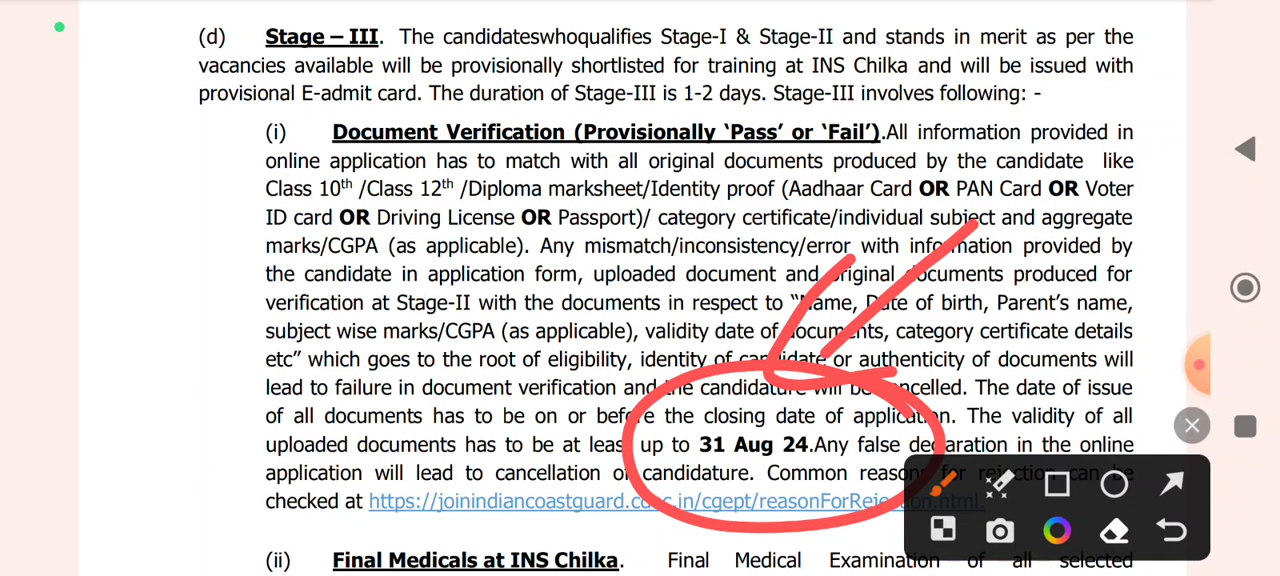 (d) Stage – III. The candidateswhoqualifies Stage-I & Stage-II and stands in merit as per the
vacancies available will be provisionally shortlisted for training at INS Chilka and will be issued with
provisional E-admit card. The duration of Stage-III is 1-2 days. Stage-III involves following: -
(i) Document Verification (Provisionally ‘Pass’ or ‘Fail’).All information provided in
online application has to match with all original documents produced by the candidate like
Class 10th /Class 12th /Diploma marksheet/Identity proof (Aadhaar Card OR PAN Card OR Voter
ID card OR Driving License OR Passport)/ category certificate/individual subject and aggregate
marks/CGPA (as applicable). Any mismatch/inconsistency/error with information provided by
the candidate in application form, uploaded document and original documents produced for
verification at Stage-II with the documents in respect to “Name, Date of birth, Parent’s name,
subject wise marks/CGPA (as applicable), validity date of documents, category certificate details
etc” which goes to the root of eligibility, identity of candidate or authenticity of documents will
lead to failure in document verification and the candidature will be cancelled. The date of issue
of all documents has to be on or before the closing date of application. The validity of all
uploaded documents has to be at least up to 31 Aug 24.Any false declaration in the online
application will lead to cancellation of candidature. Common reasons for rejection can be
checked at https://joinindiancoastguard.cdac.in/cgept/reasonForRejection.html.
(ii) Final Medicals at INS Chilka. Final Medical Examination of all selected